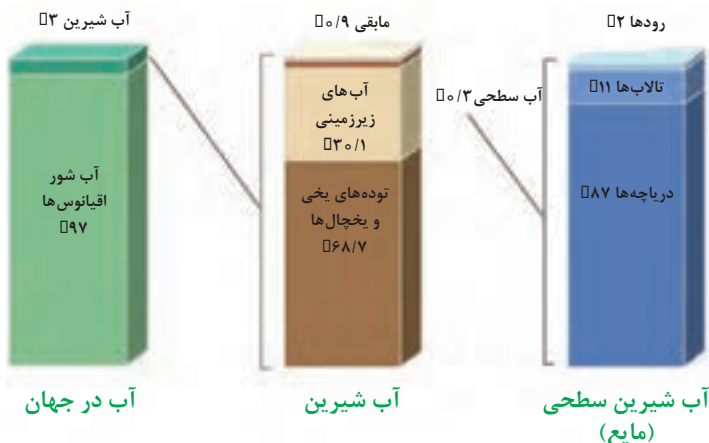 آب شیرین ۳٪
مابقی ۰/۹٪
رودها ۲٪
آب شور
اقیانوس‌ها
۹۷٪
آب‌های
زیرزمینی
۳۰/۱٪
توده‌های یخی
و یخچال‌ها
۶۸/۷٪
آب سطحی ۰/۳٪
تالاب‌ها ۱۱٪
دریاچه‌ها ۸۷٪
آب در جهان
آب شیرین
آب شیرین سطحی
(مایع)